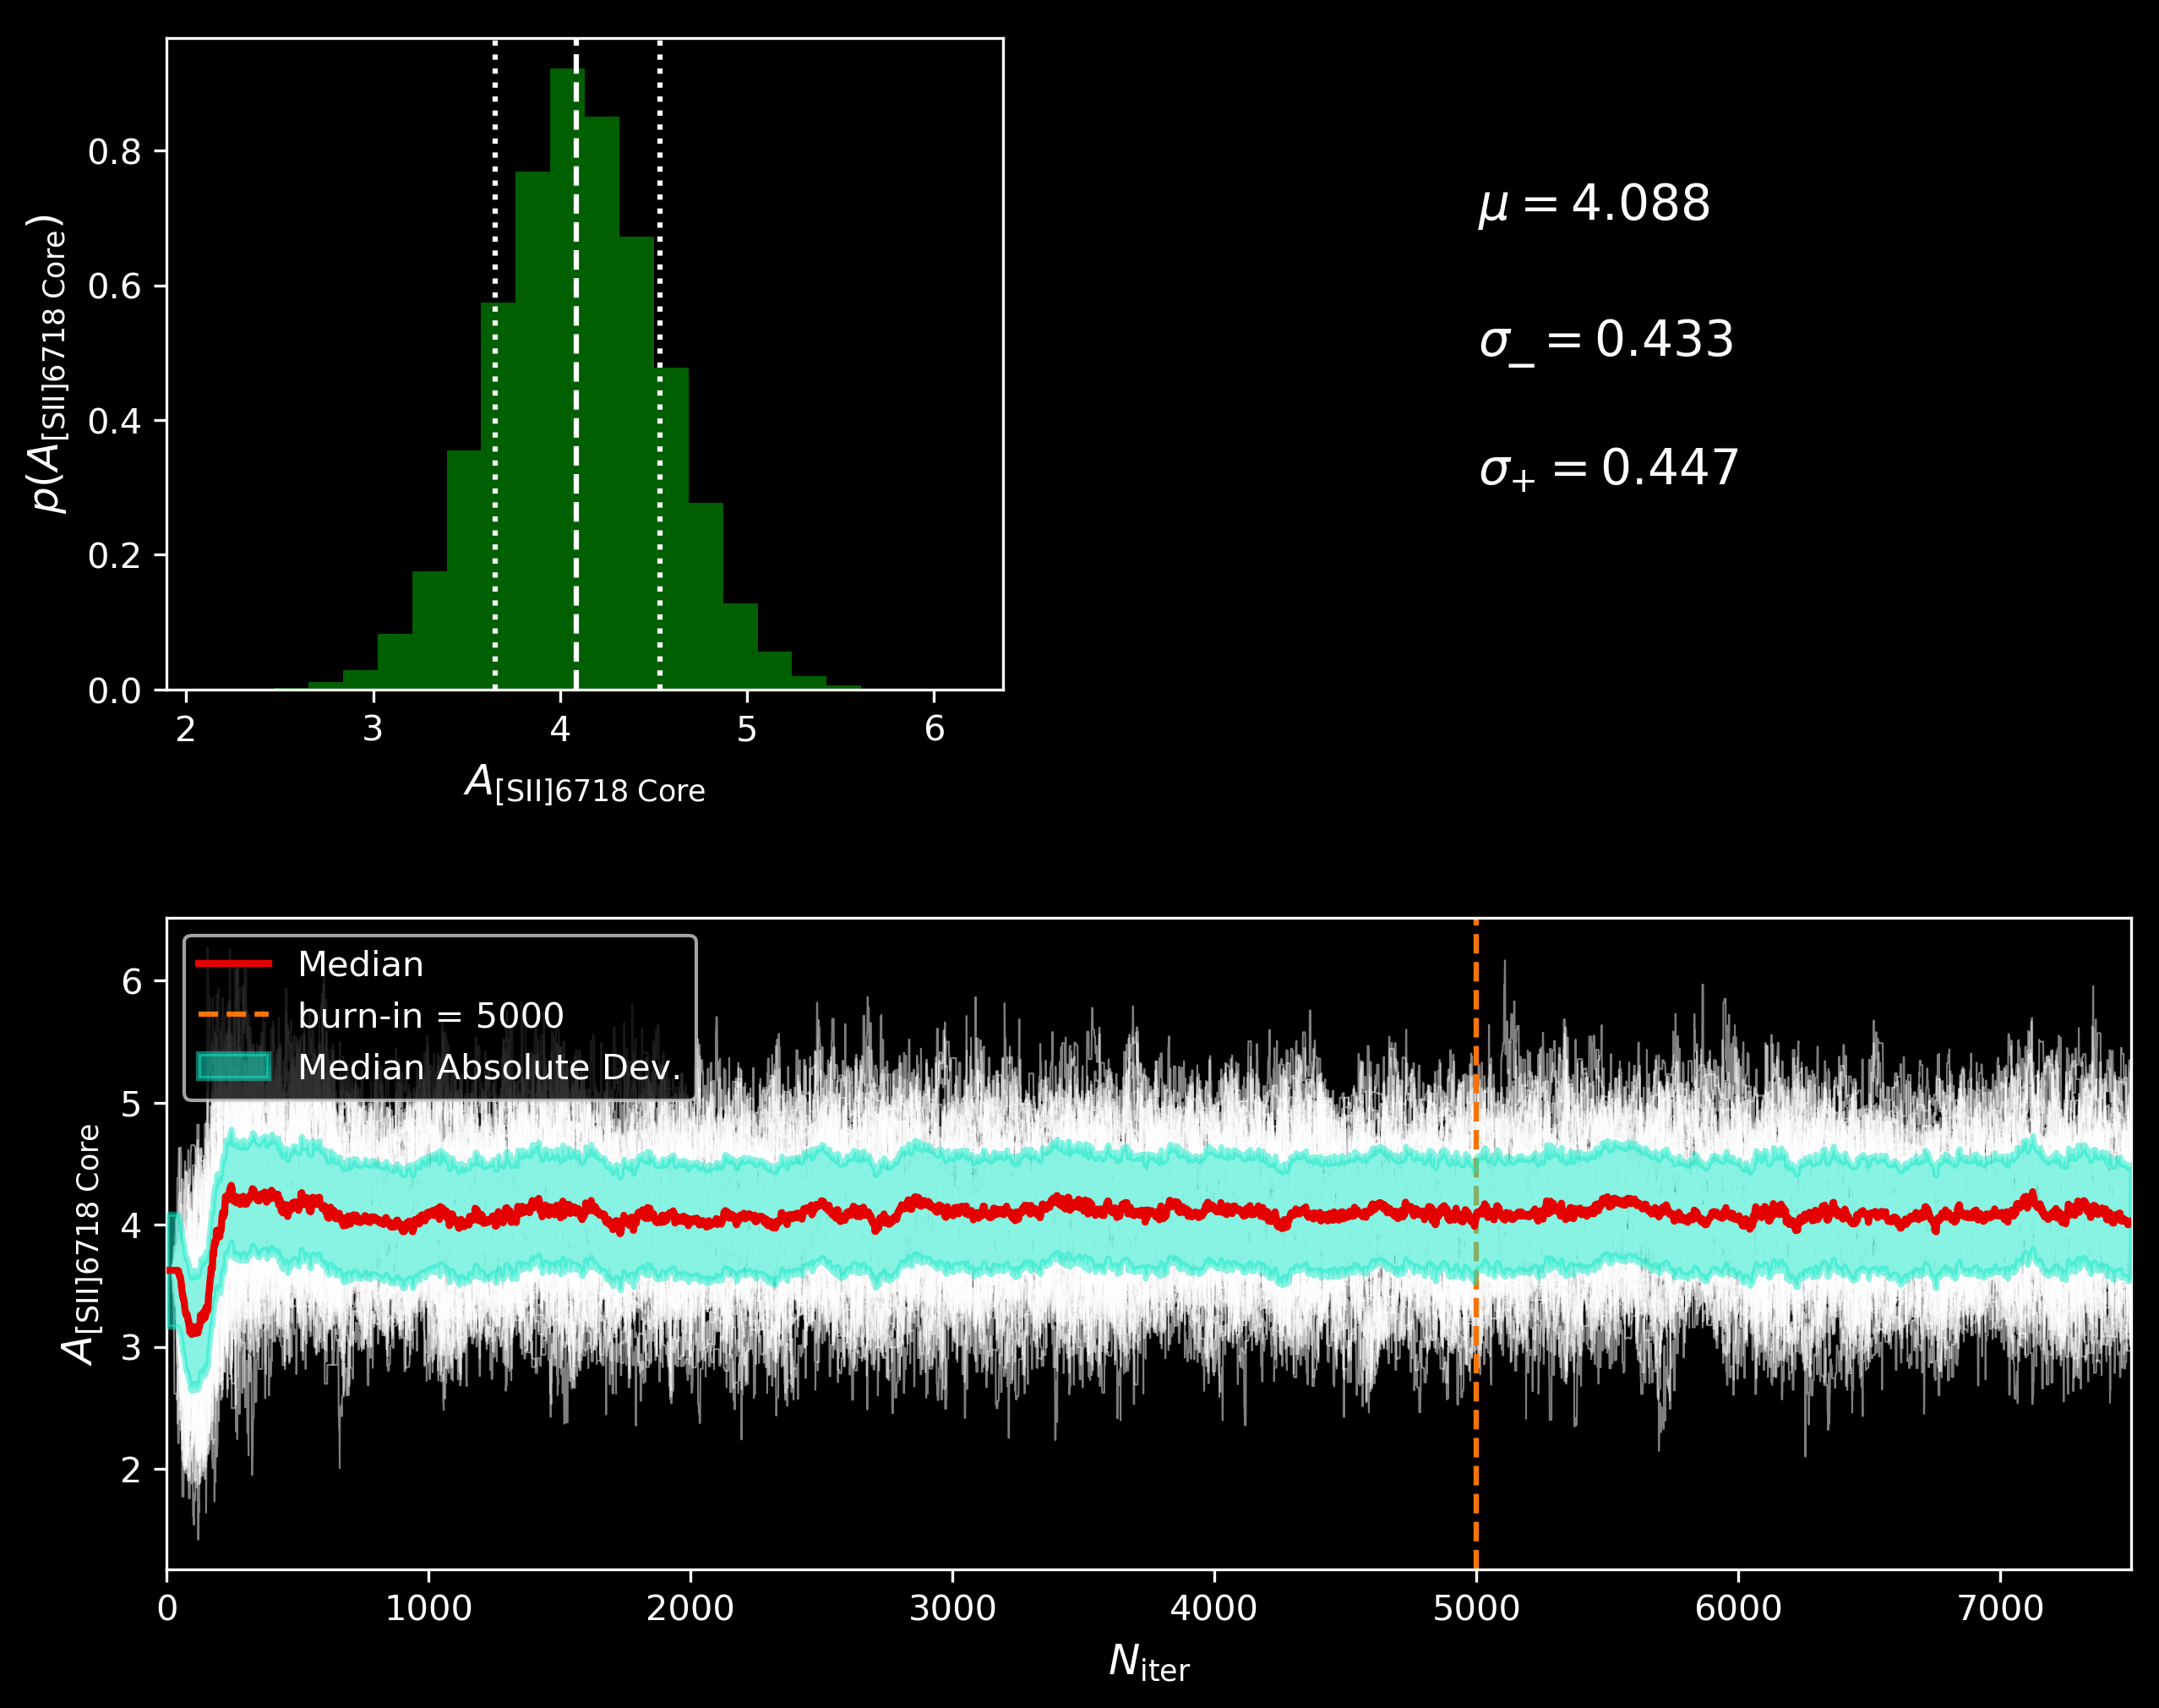 p(A[SII]6718 Core)
0.8
0.6
0.4
0.2
0.0
2 3 4 5 6
A[SII]6718 Core
μ = 4.088
σ− = 0.433
σ+ = 0.447
A[SII]6718 Core
6
5
4
3
2
Median
burn-in = 5000
Median Absolute Dev.
0 1000 2000 3000 4000 5000 6000 7000
Niter